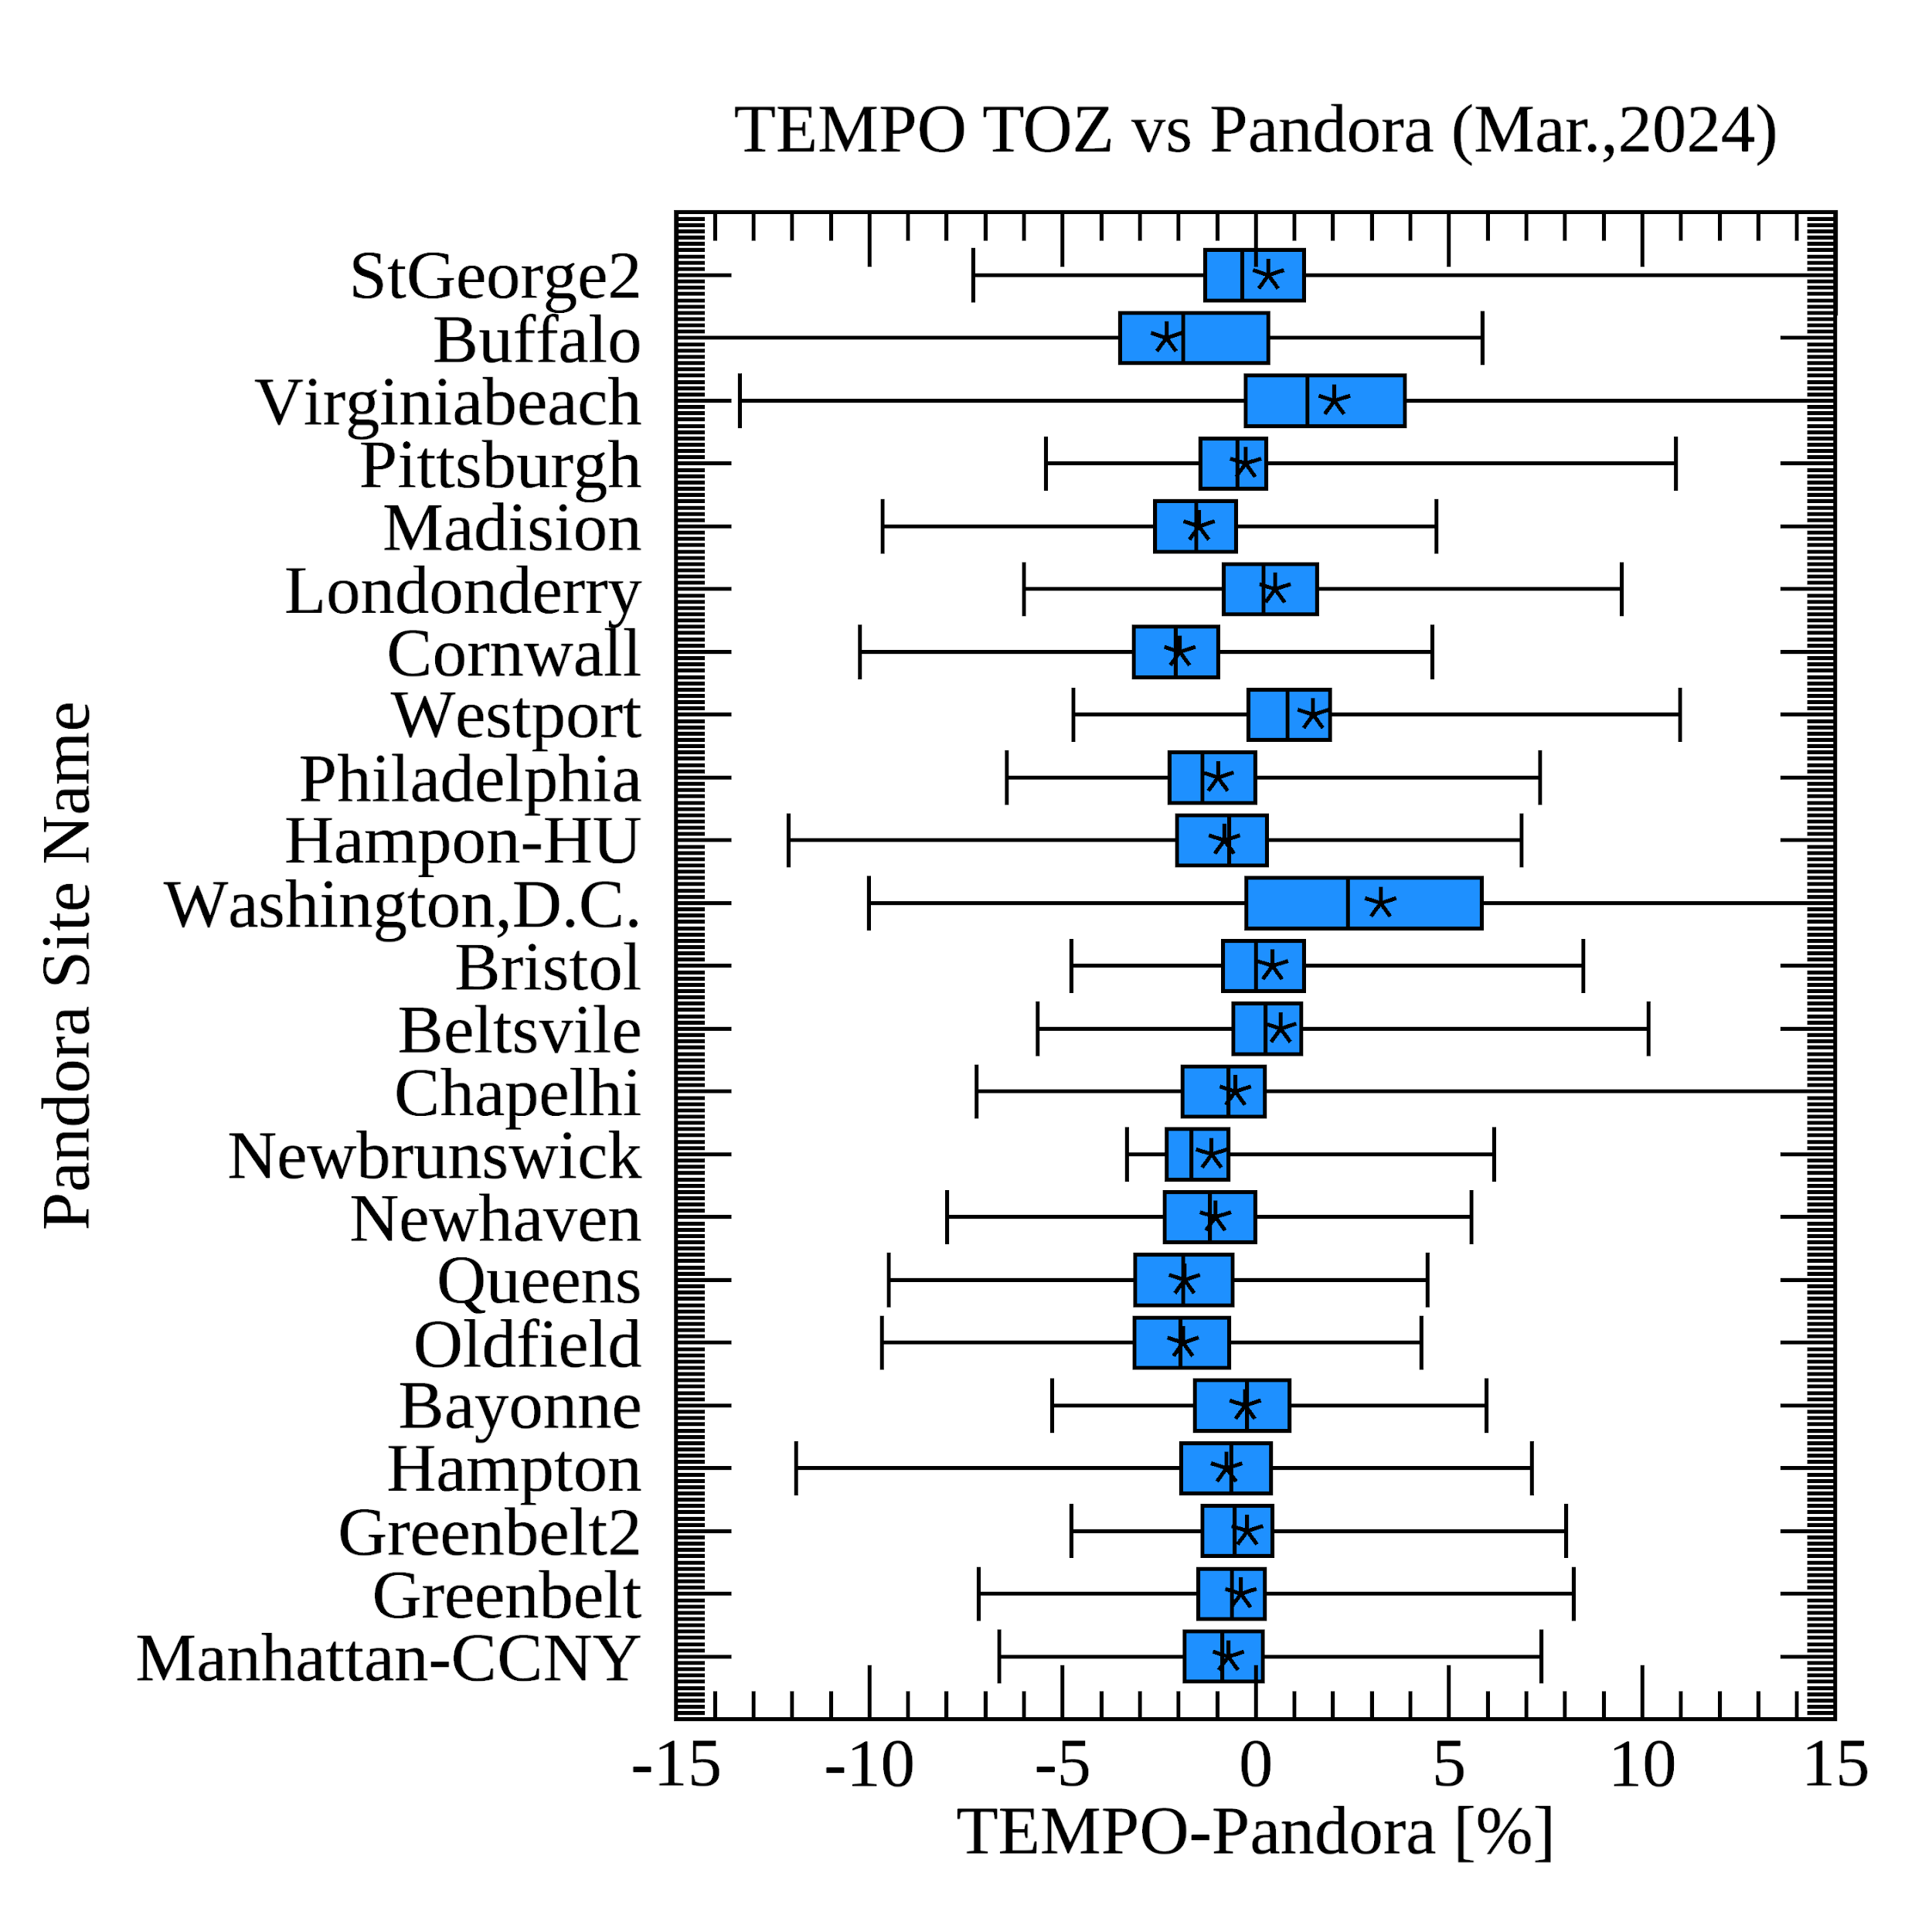 TEMPO TOZ vs Pandora (Mar.,2024)
Pandora Site Name
StGeorge2
Buffalo
Virginiabeach
Pittsburgh
Madision
Londonderry
Cornwall
Westport
Philadelphia
Hampon-HU
Washington,D.C.
Bristol
Beltsvile
Chapelhi
Newbrunswick
Newhaven
Queens
Oldfield
Bayonne
Hampton
Greenbelt2
Greenbelt
Manhattan-CCNY
-15 -10 -5 0 5 10 15
TEMPO-Pandora [%]